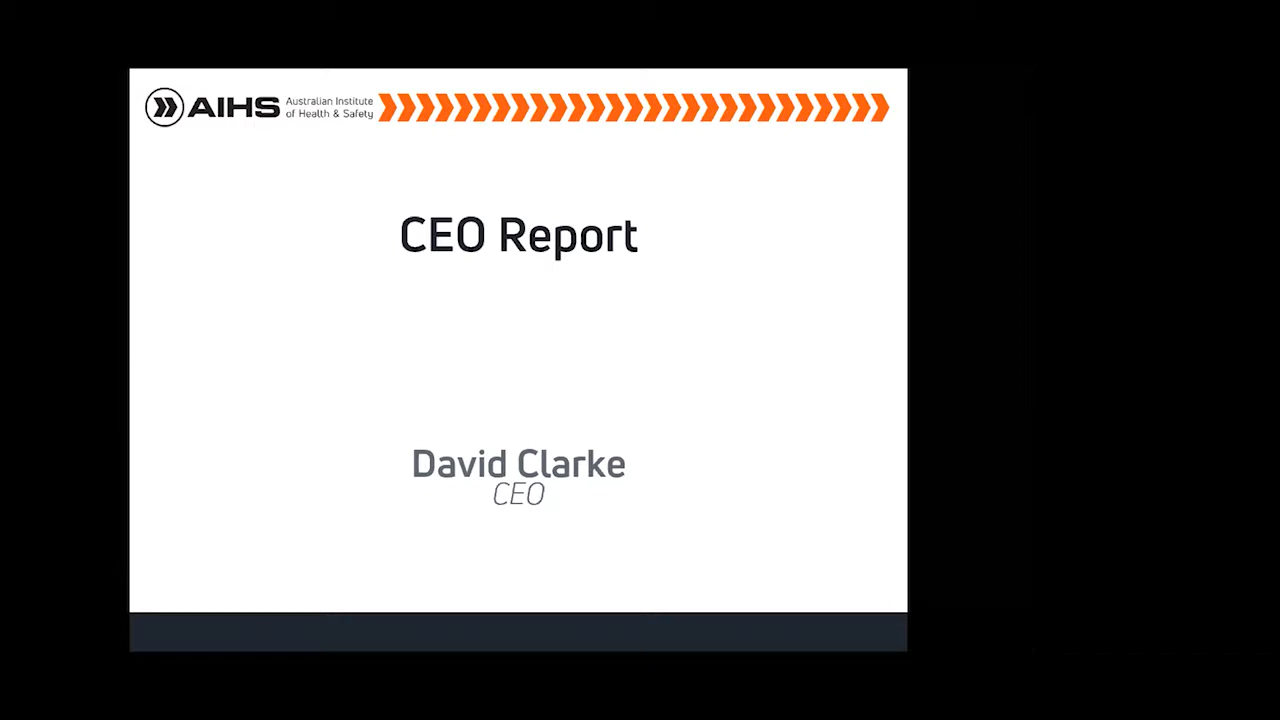 AIHS
Australian Institute
of Health & Safety
CEO Report
David Clarke
CEO